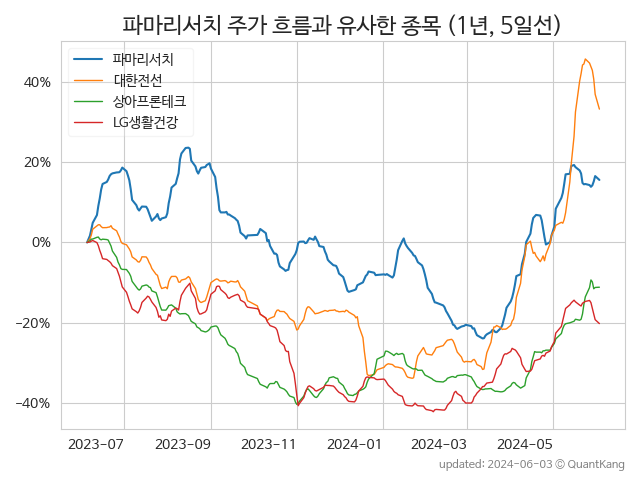 파마리서치 주가 흐름과 유사한 종목 (1년, 5일선)
파마리서치
대한전선
상아프론테크
LG생활건강
40%
20%
0%
−20%
−40%
2023−07 2023−09 2023−11 2024−01 2024−03 2024−05
updated: 2024-06-03 © QuantKang